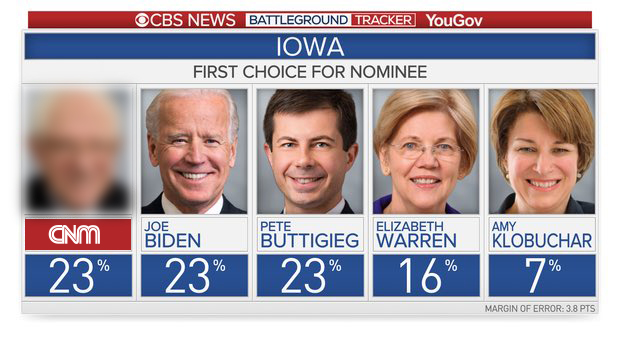 CBS NEWS BATTLEGROUND TRACKER YouGov
IOWA
FIRST CHOICE FOR NOMINEE
CNM
JOE
BIDEN
PETE
BUTTIGIEG
ELIZABETH
WARREN
AMY
KLOBUCHAR
23% 23% 23% 16% 7%
MARGIN OF ERROR: 3.8 PTS